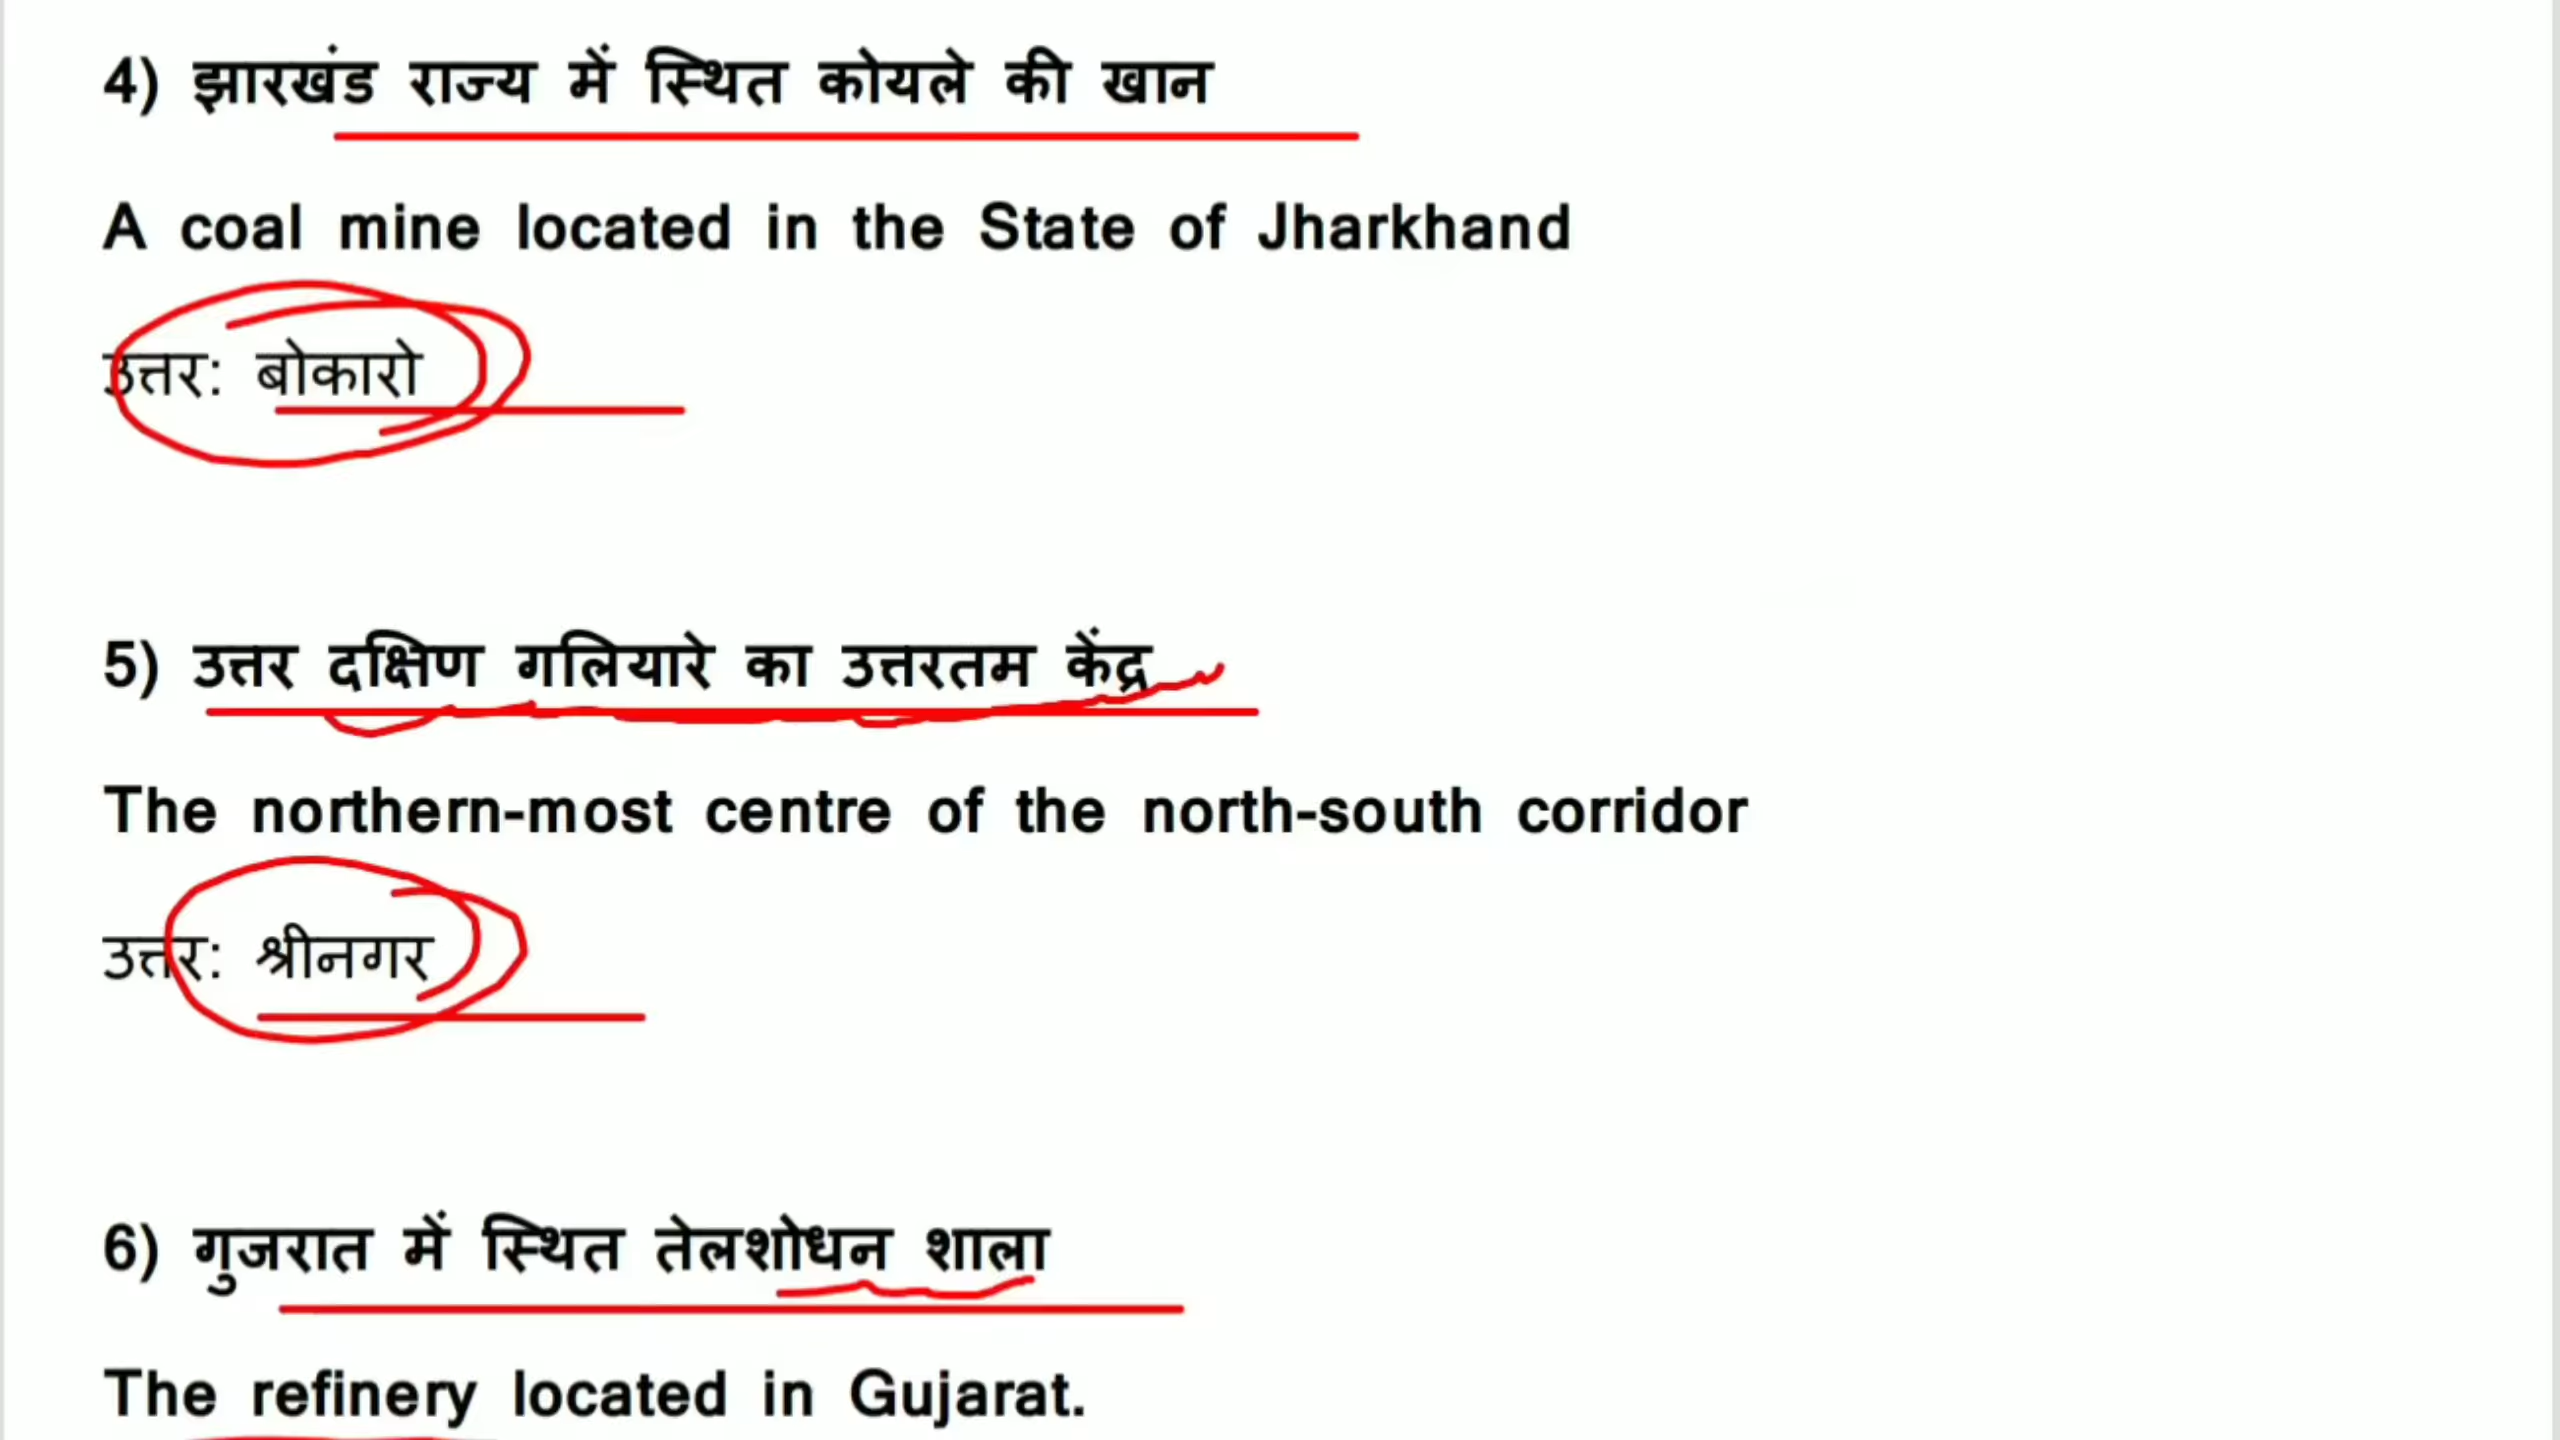 4) झारखंड राज्य में स्थित कोयले की खान
A coal mine located in the State of Jharkhand
उत्तर: बोकारो
5) उत्तर दक्षिण गलियारे का उत्तरतम केंद्र
The northern-most centre of the north-south corridor
उत्तर: श्रीनगर
6) गुजरात में स्थित तेलशोधन शाला
The refinery located in Gujarat.